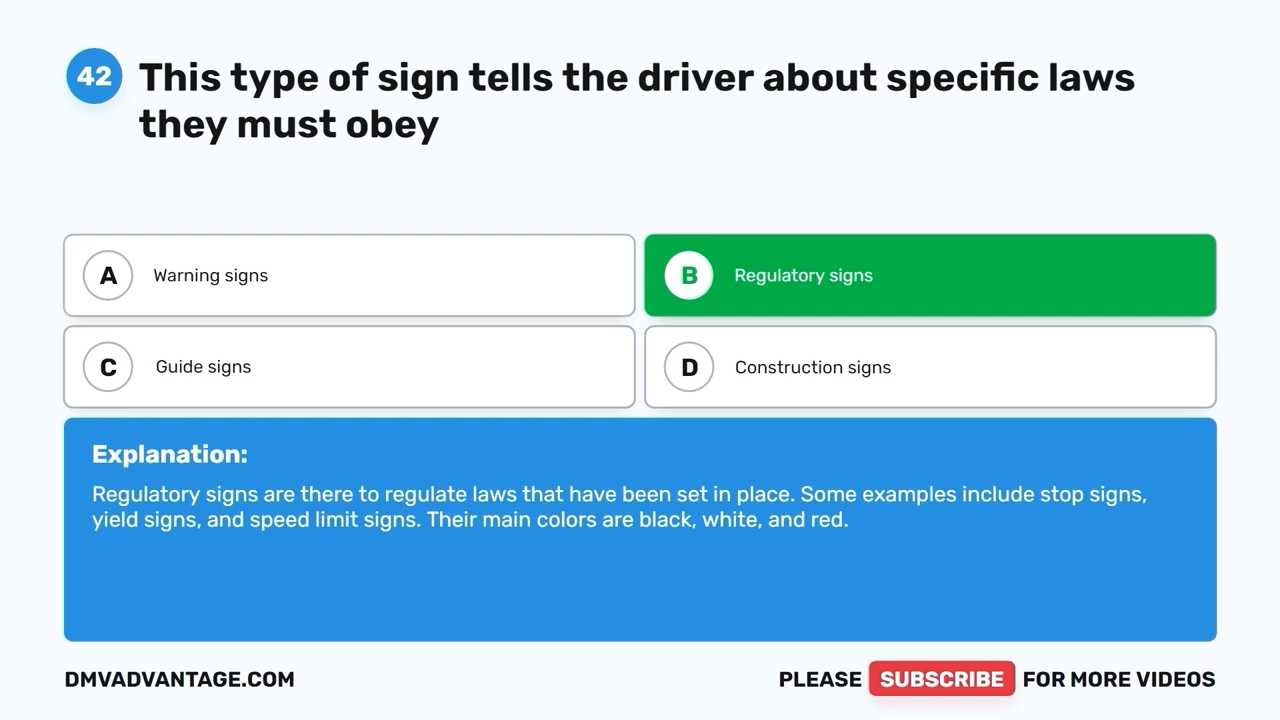 42
This type of sign tells the driver about specific laws
they must obey
A Warning signs
B Regulatory signs
C Guide signs
D Construction signs
Explanation:
Regulatory signs are there to regulate laws that have been set in place. Some examples include stop signs,
yield signs, and speed limit signs. Their main colors are black, white, and red.
DMVADVANTAGE.COM
PLEASE SUBSCRIBE FOR MORE VIDEOS